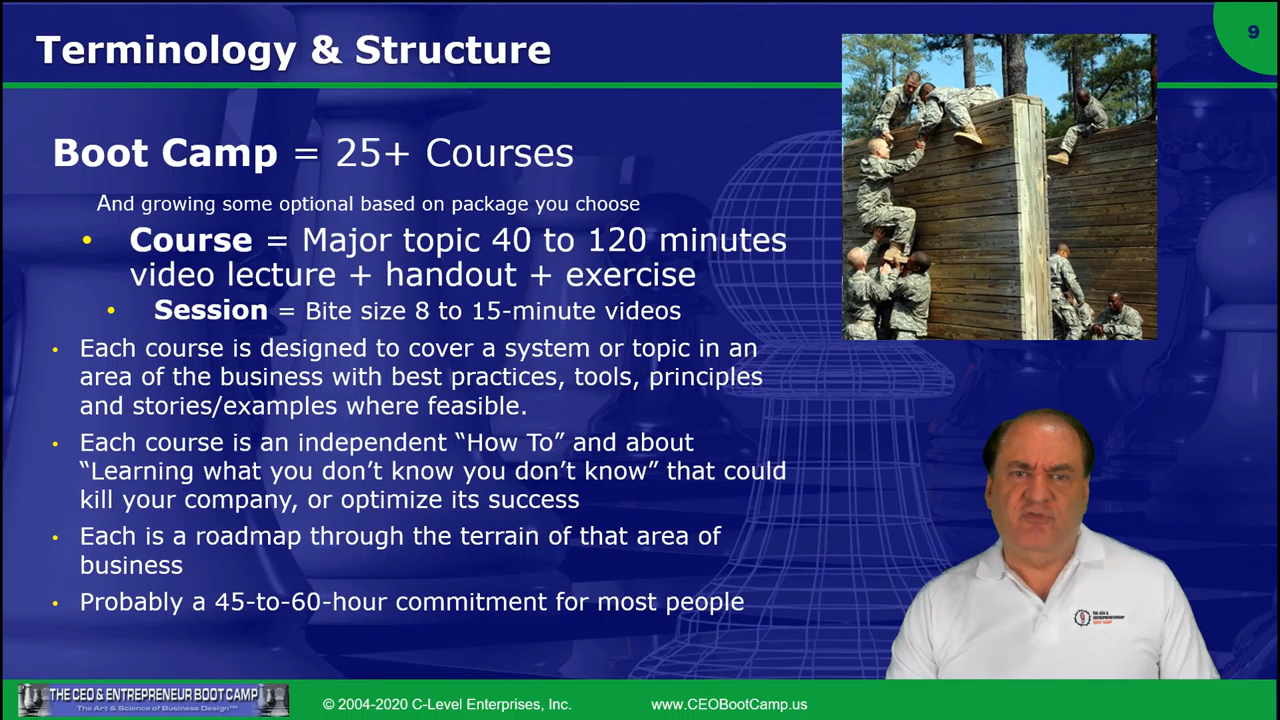 Terminology & Structure
9
Boot Camp = 25+ Courses
And growing some optional based on package you choose
• Course = Major topic 40 to 120 minutes
video lecture + handout + exercise
• Session = Bite size 8 to 15-minute videos
• Each course is designed to cover a system or topic in an
area of the business with best practices, tools, principles
and stories/examples where feasible.
• Each course is an independent “How To” and about
“Learning what you don’t know you don’t know” that could
kill your company, or optimize its success
• Each is a roadmap through the terrain of that area of
business
• Probably a 45-to-60-hour commitment for most people
THE CEO &
ENTREPRENEURSHIP
BOOT CAMP
THE CEO & ENTREPRENEUR BOOT CAMP
The Art & Science of Business Design™
© 2004-2020 C-Level Enterprises, Inc.
www.CEOBootCamp.us